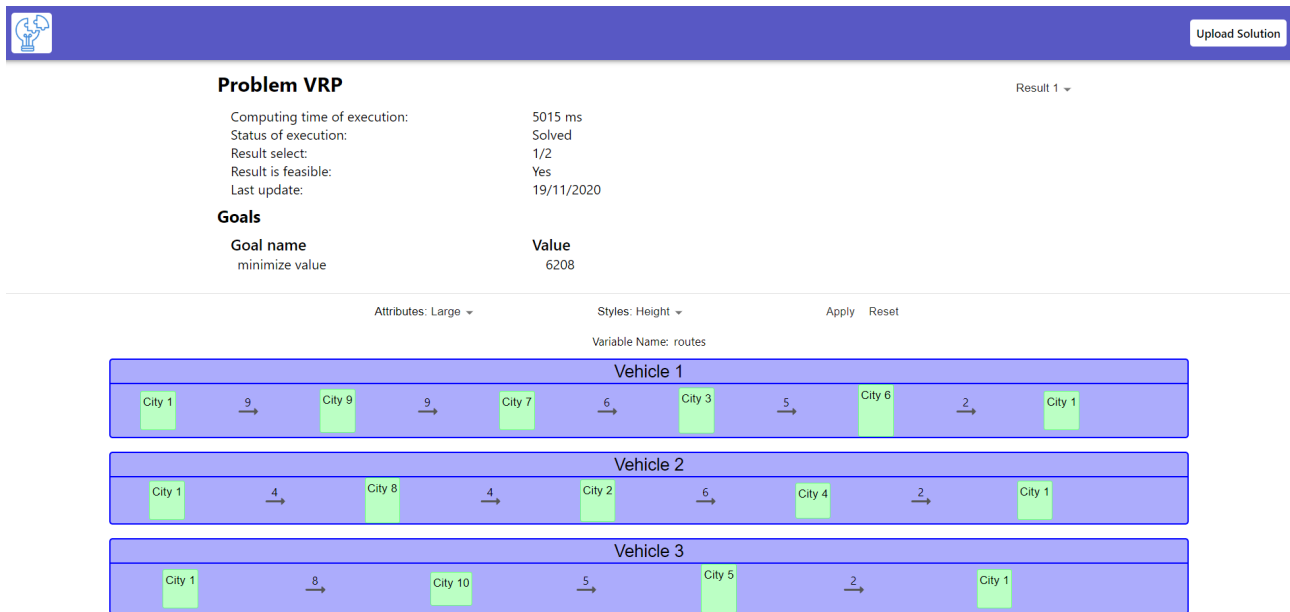 Upload Solution
Problem VRP
Result 1
Computing time of execution: 5015 ms
Status of execution: Solved
Result select: 1/2
Result is feasible: Yes
Last update: 19/11/2020
Goals
Goal name Value
minimize value 6208
Attributes: Large Styles: Height Apply Reset
Variable Name: routes
Vehicle 1
City 1 9 City 9 9 City 7 6 City 3 5 City 6 2 City 1
Vehicle 2
City 1 4 City 8 4 City 2 6 City 4 2 City 1
Vehicle 3
City 1 8 City 10 5 City 5 2 City 1